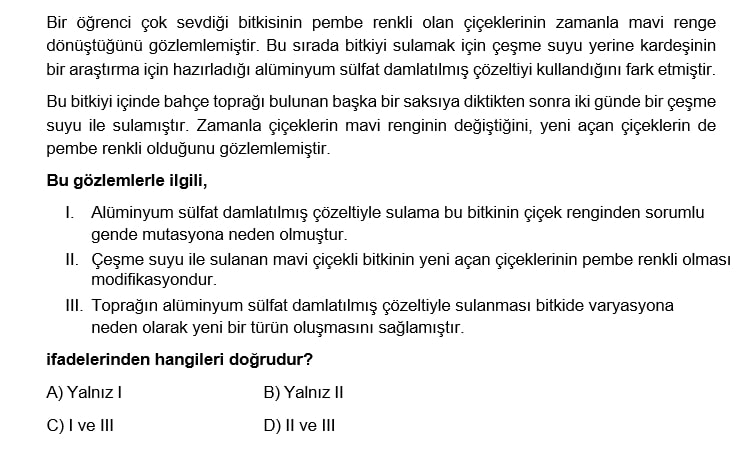 Bir öğrenci çok sevdiği bitkisinin pembe renkli olan çiçeklerinin zamanla mavi renge
dönüştüğünü gözlemlemiştir. Bu sırada bitkiyi sulamak için çeşme suyu yerine kardeşinin
bir araştırma için hazırladığı alüminyum sülfat damlatılmış çözeltiyi kullandığını fark etmiştir.
Bu bitkiyi içinde bahçe toprağı bulunan başka bir saksıya diktikten sonra iki günde bir çeşme
suyu ile sulamıştır. Zamanla çiçeklerin mavi renginin değiştiğini, yeni açan çiçeklerin de
pembe renkli olduğunu gözlemlemiştir.
Bu gözlemlerle ilgili,
I. Alüminyum sülfat damlatılmış çözeltiyle sulama bu bitkinin çiçek renginden sorumlu
gende mutasyona neden olmuştur.
II. Çeşme suyu ile sulanan mavi çiçekli bitkinin yeni açan çiçeklerinin pembe renkli olması
modifikasyondur.
III. Toprağın alüminyum sülfat damlatılmış çözeltiyle sulanması bitkide varyasyona
neden olarak yeni bir türün oluşmasını sağlamıştır.
ifadelerinden hangileri doğrudur?
A) Yalnız I B) Yalnız II
C) I ve III D) II ve III